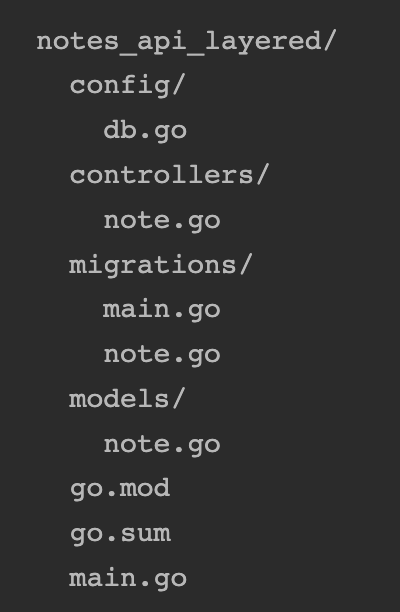 notes_api_layered/
config/
db.go
controllers/
note.go
migrations/
main.go
note.go
models/
note.go
go.mod
go.sum
main.go